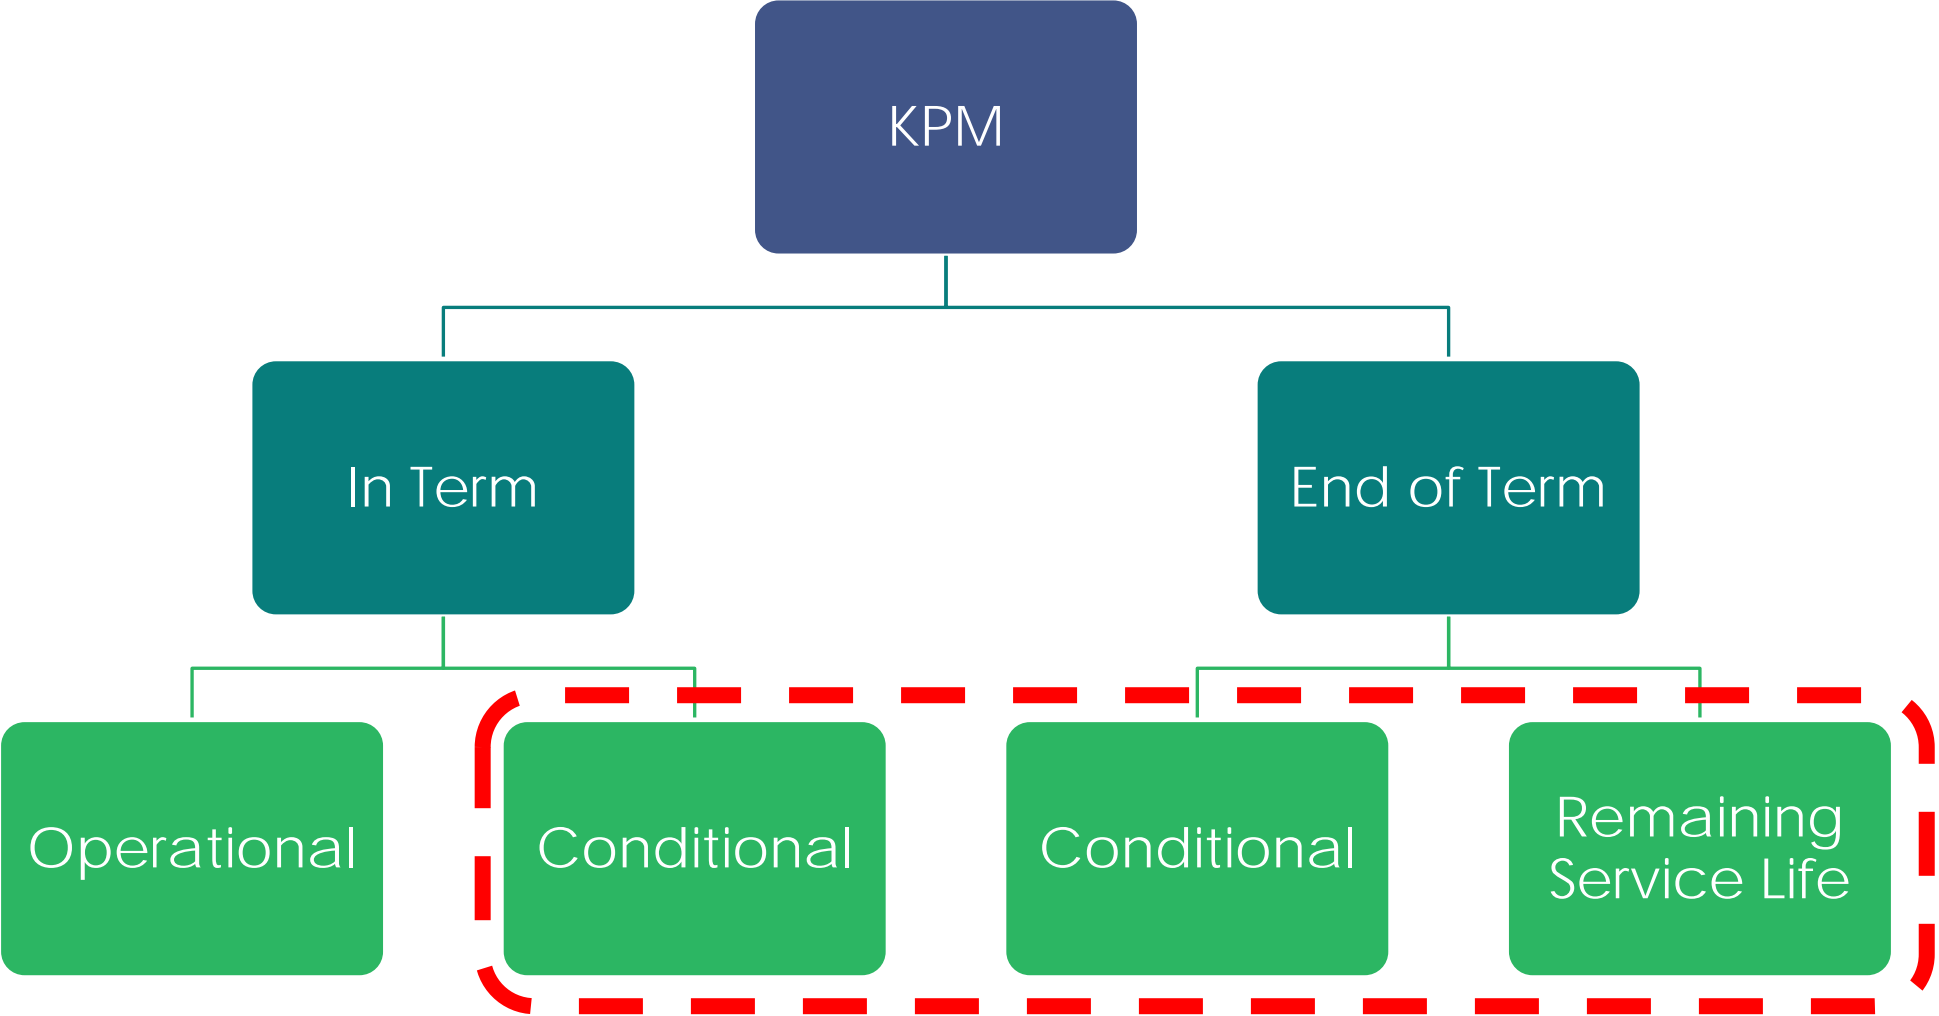 KPM
In Term
End of Term
Operational
Conditional
Conditional
Remaining
Service Life